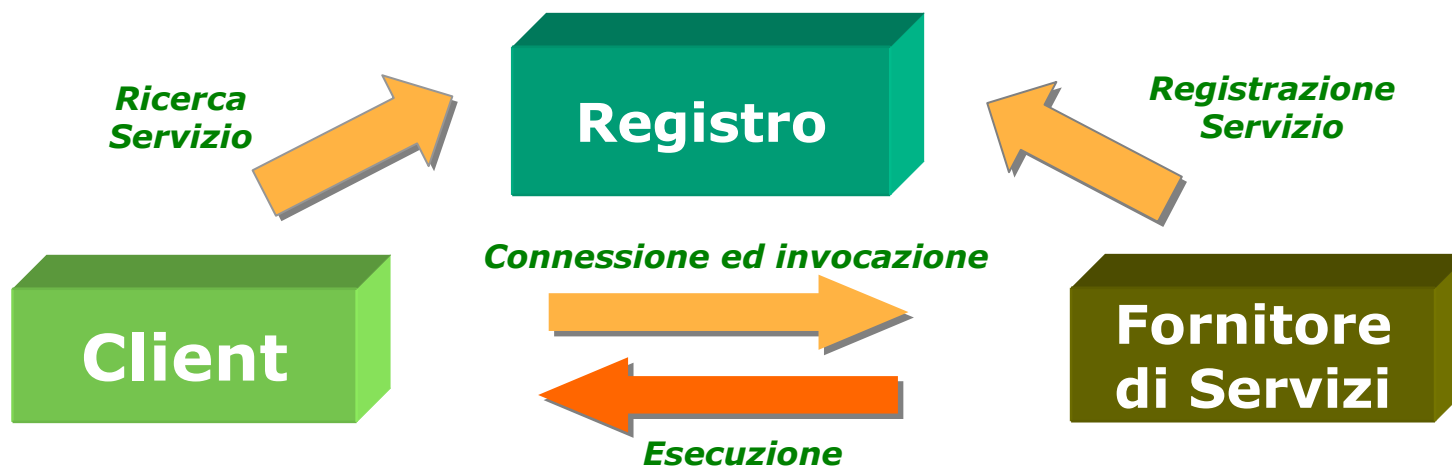 Ricerca
Servizio
Registro
Registrazione
Servizio
Connessione ed invocazione
Client
Fornitore
di Servizi
Esecuzione